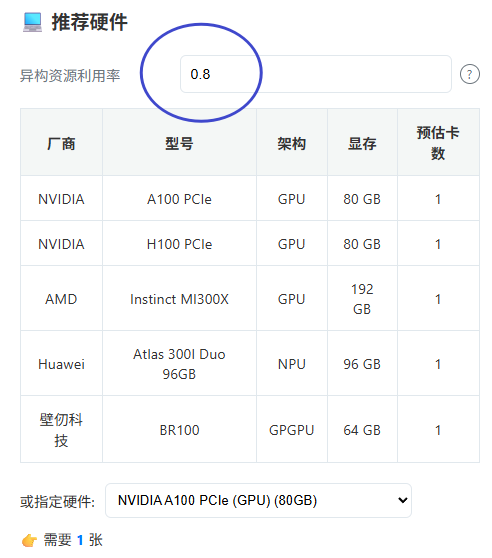 推荐硬件
异构资源利用率 0.8 ?
厂商 型号 架构 显存 预估卡
数
NVIDIA A100 PCIe GPU 80 GB 1
NVIDIA H100 PCIe GPU 80 GB 1
AMD Instinct MI300X GPU 192
GB 1
Huawei Atlas 300I Duo
96GB NPU 96 GB 1
壁仞科
技 BR100 GPGPU 64 GB 1
或指定硬件: NVIDIA A100 PCIe (GPU) (80GB)
需要 1 张